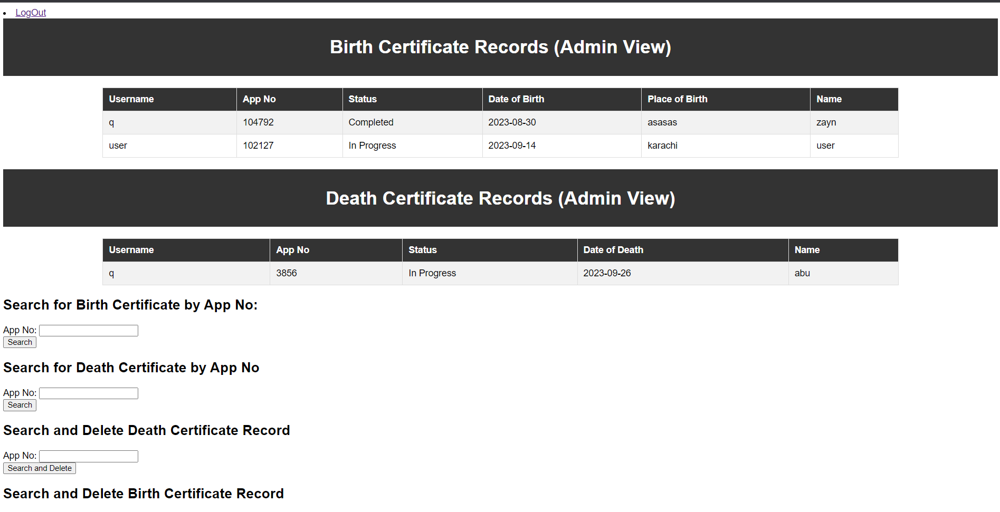 LogOut
Birth Certificate Records (Admin View)
Username App No Status Date of Birth Place of Birth Name
q 104792 Completed 2023-08-30 asasas zayn
user 102127 In Progress 2023-09-14 karachi user
Death Certificate Records (Admin View)
Username App No Status Date of Death Name
q 3856 In Progress 2023-09-26 abu
Search for Birth Certificate by App No:
App No:
Search
Search for Death Certificate by App No
App No:
Search
Search and Delete Death Certificate Record
App No:
Search and Delete
Search and Delete Birth Certificate Record